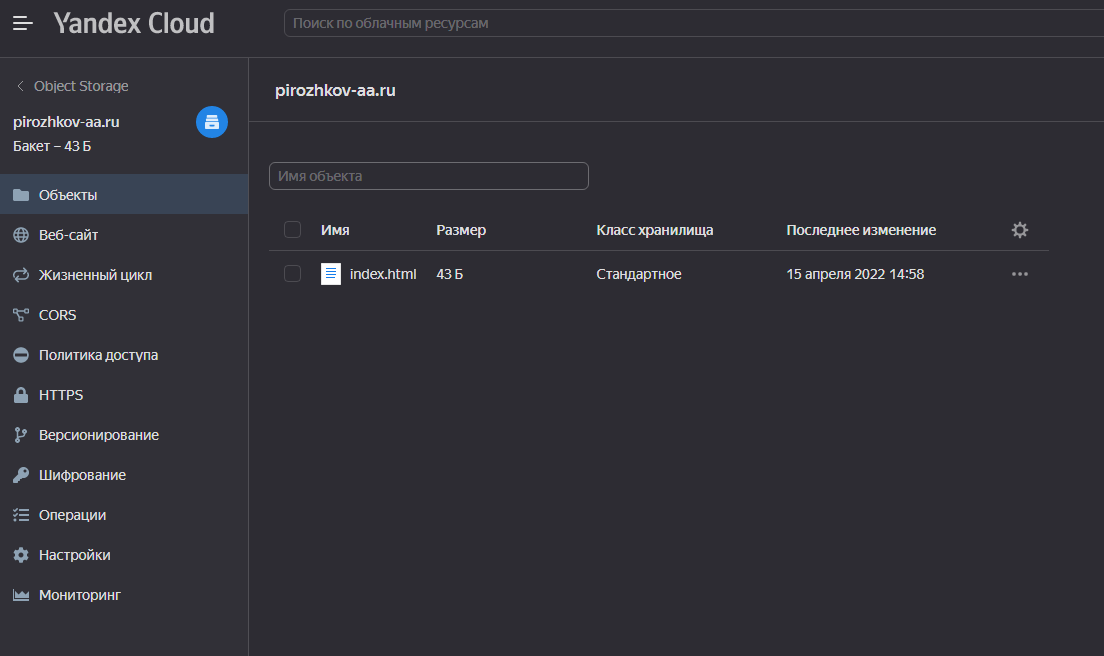 Yandex Cloud
Поиск по облачным ресурсам
Object Storage
pirozhkov-aa.ru
Бакет – 43 Б
Объекты
Веб-сайт
Жизненный цикл
CORS
Политика доступа
HTTPS
Версионирование
Шифрование
Операции
Настройки
Мониторинг
pirozhkov-aa.ru
Имя объекта
Имя Размер Класс хранилища Последнее изменение
index.html 43 Б Стандартное 15 апреля 2022 14:58